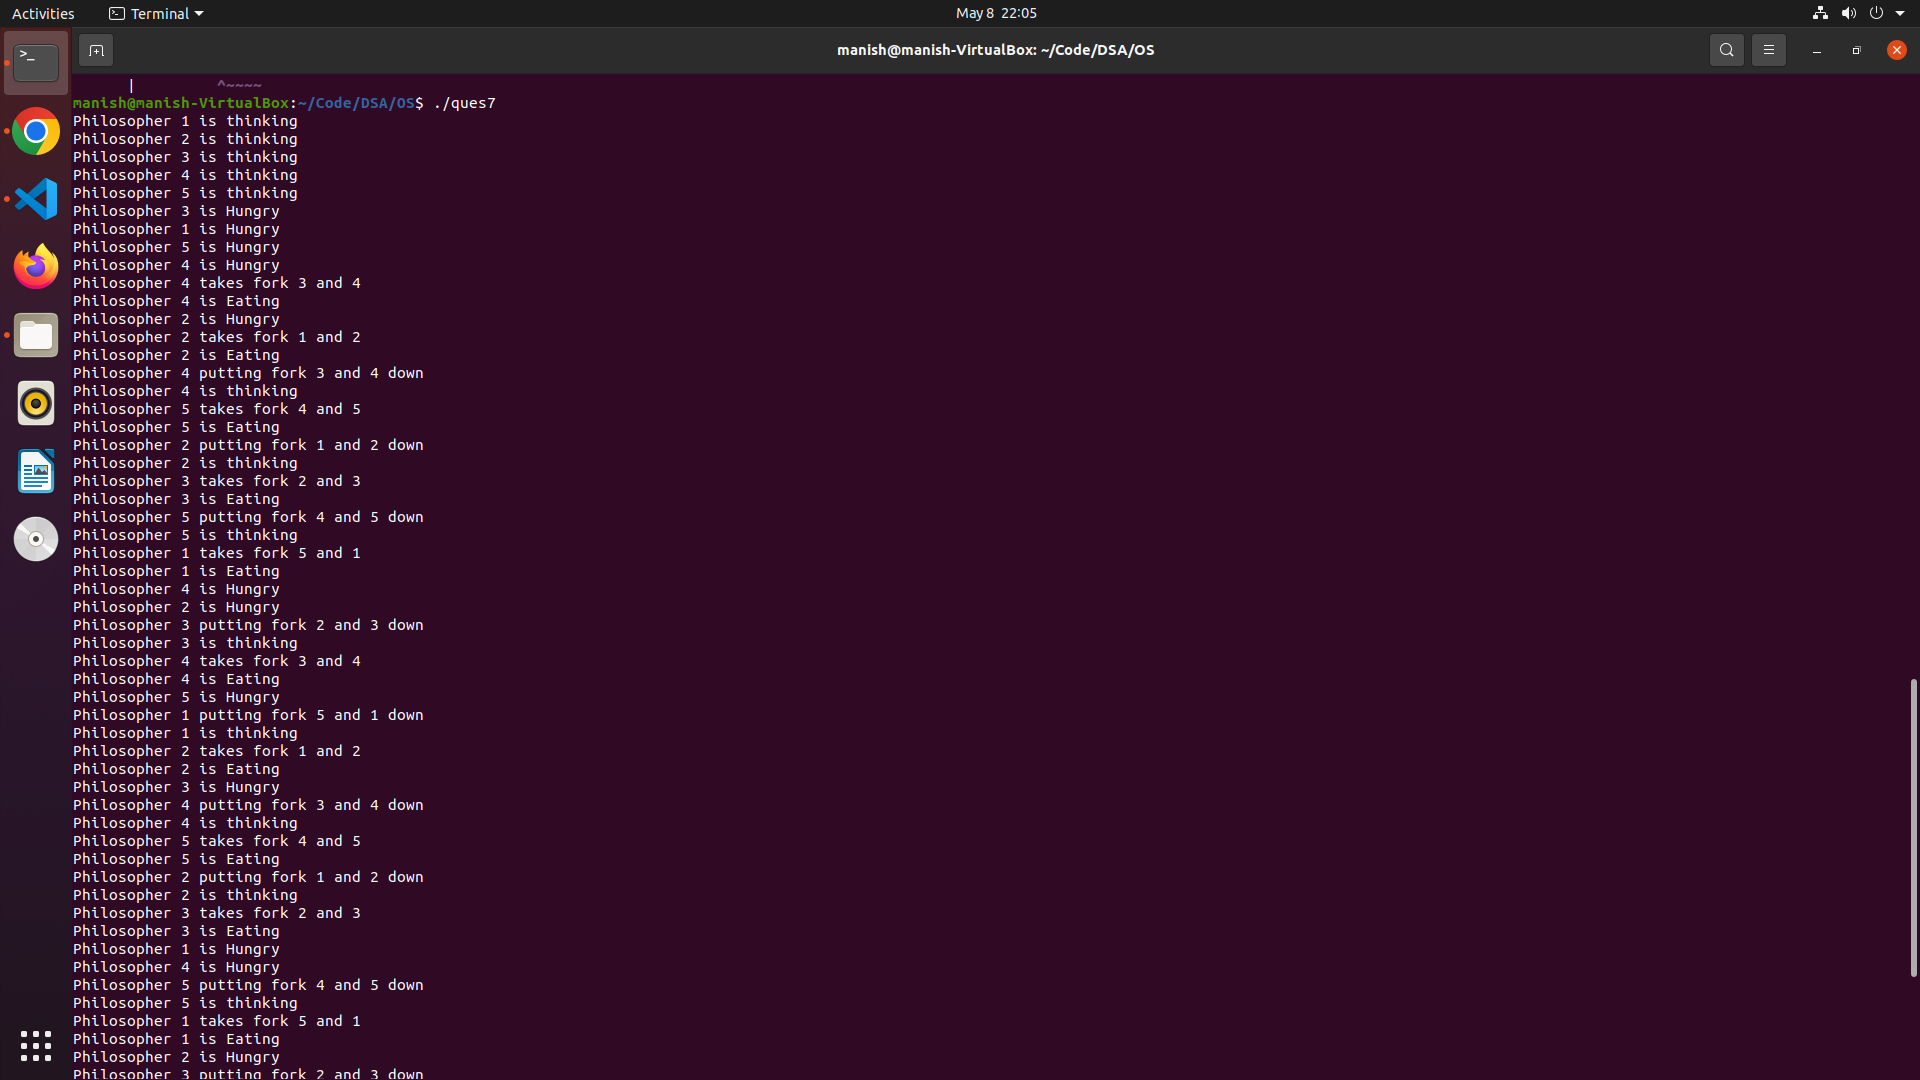 Activities
Terminal
May 8 22:05
manish@manish-VirtualBox: ~/Code/DSA/OS
| ^~~~~
manish@manish-VirtualBox:~/Code/DSA/OS$ ./ques7
Philosopher 1 is thinking
Philosopher 2 is thinking
Philosopher 3 is thinking
Philosopher 4 is thinking
Philosopher 5 is thinking
Philosopher 3 is Hungry
Philosopher 1 is Hungry
Philosopher 5 is Hungry
Philosopher 4 is Hungry
Philosopher 4 takes fork 3 and 4
Philosopher 4 is Eating
Philosopher 2 is Hungry
Philosopher 2 takes fork 1 and 2
Philosopher 2 is Eating
Philosopher 4 putting fork 3 and 4 down
Philosopher 4 is thinking
Philosopher 5 takes fork 4 and 5
Philosopher 5 is Eating
Philosopher 2 putting fork 1 and 2 down
Philosopher 2 is thinking
Philosopher 3 takes fork 2 and 3
Philosopher 3 is Eating
Philosopher 5 putting fork 4 and 5 down
Philosopher 5 is thinking
Philosopher 1 takes fork 5 and 1
Philosopher 1 is Eating
Philosopher 4 is Hungry
Philosopher 2 is Hungry
Philosopher 3 putting fork 2 and 3 down
Philosopher 3 is thinking
Philosopher 4 takes fork 3 and 4
Philosopher 4 is Eating
Philosopher 5 is Hungry
Philosopher 1 putting fork 5 and 1 down
Philosopher 1 is thinking
Philosopher 2 takes fork 1 and 2
Philosopher 2 is Eating
Philosopher 3 is Hungry
Philosopher 4 putting fork 3 and 4 down
Philosopher 4 is thinking
Philosopher 5 takes fork 4 and 5
Philosopher 5 is Eating
Philosopher 2 putting fork 1 and 2 down
Philosopher 2 is thinking
Philosopher 3 takes fork 2 and 3
Philosopher 3 is Eating
Philosopher 1 is Hungry
Philosopher 4 is Hungry
Philosopher 5 putting fork 4 and 5 down
Philosopher 5 is thinking
Philosopher 1 takes fork 5 and 1
Philosopher 1 is Eating
Philosopher 2 is Hungry
Philosopher 3 putting fork 2 and 3 down